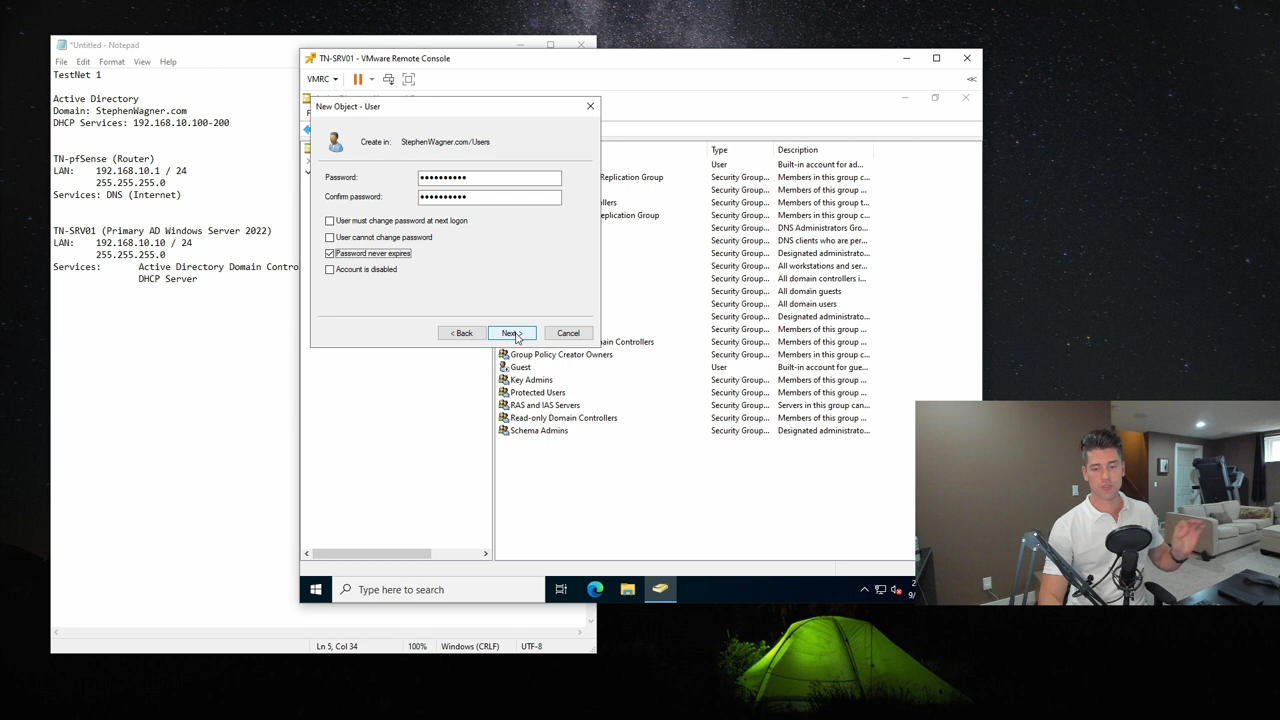 *Untitled - Notepad
File Edit Format View Help
TestNet 1
Active Directory
Domain: StephenWagner.com
DHCP Services: 192.168.10.100-200
TN-pfSense (Router)
LAN: 192.168.10.1 / 24
255.255.255.0
Services: DNS (Internet)
TN-SRV01 (Primary AD Windows Server 2022)
LAN: 192.168.10.10 / 24
255.255.255.0
Services: Active Directory Domain Contro
DHCP Server
Ln 5, Col 34 100% Windows (CRLF) UTF-8
TN-SRV01 - VMware Remote Console
VMRC
New Object - User
Create in: StephenWagner.com/Users
Password: ••••••••••
Confirm password: ••••••••••
User must change password at next logon
User cannot change password
Password never expires
Account is disabled
< Back Next > Cancel
Type Description
User Built-in account for ad...
Replication Group Security Group... Members of this group ...
Security Group... Members of this group c...
llers Security Group... Members of this group t...
eplication Group Security Group... Members of this group ...
Security Group... DNS Administrators Gro...
Security Group... DNS clients who are per...
Security Group... Designated administrato...
Security Group... All workstations and ser...
Security Group... All domain controllers i...
Security Group... All domain guests
Security Group... All domain users
Security Group... Designated administrato...
Security Group... Members of this group ...
ain Controllers Security Group... Members of this group ...
Group Policy Creator Owners Security Group... Members in this group c...
Guest User Built-in account for gue...
Key Admins Security Group... Members of this group ...
Protected Users Security Group... Members of this group ...
RAS and IAS Servers Security Group... Servers in this group can...
Read-only Domain Controllers Security Group... Members of this group ...
Schema Admins Security Group... Designated administrato...
Type here to search